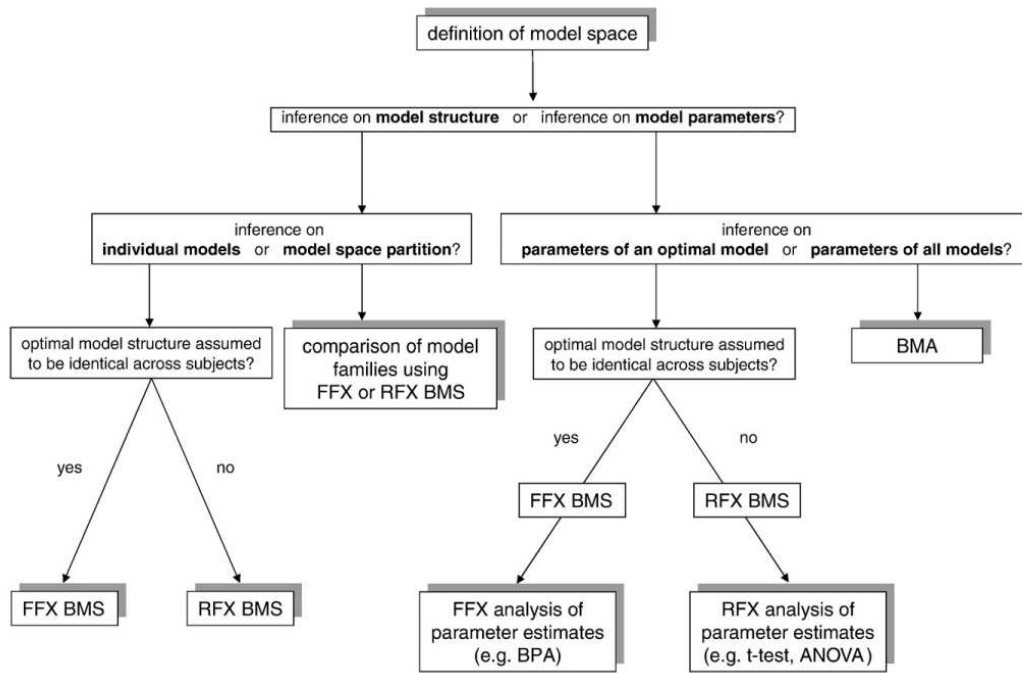 definition of model space
inference on model structure or inference on model parameters?
inference on
individual models or model space partition?
inference on
parameters of an optimal model or parameters of all models?
optimal model structure assumed
to be identical across subjects?
comparison of model
families using
FFX or RFX BMS
optimal model structure assumed
to be identical across subjects?
BMA
yes
no
yes
no
FFX BMS
RFX BMS
FFX BMS
RFX BMS
FFX analysis of
parameter estimates
(e.g. BPA)
RFX analysis of
parameter estimates
(e.g. t-test, ANOVA)